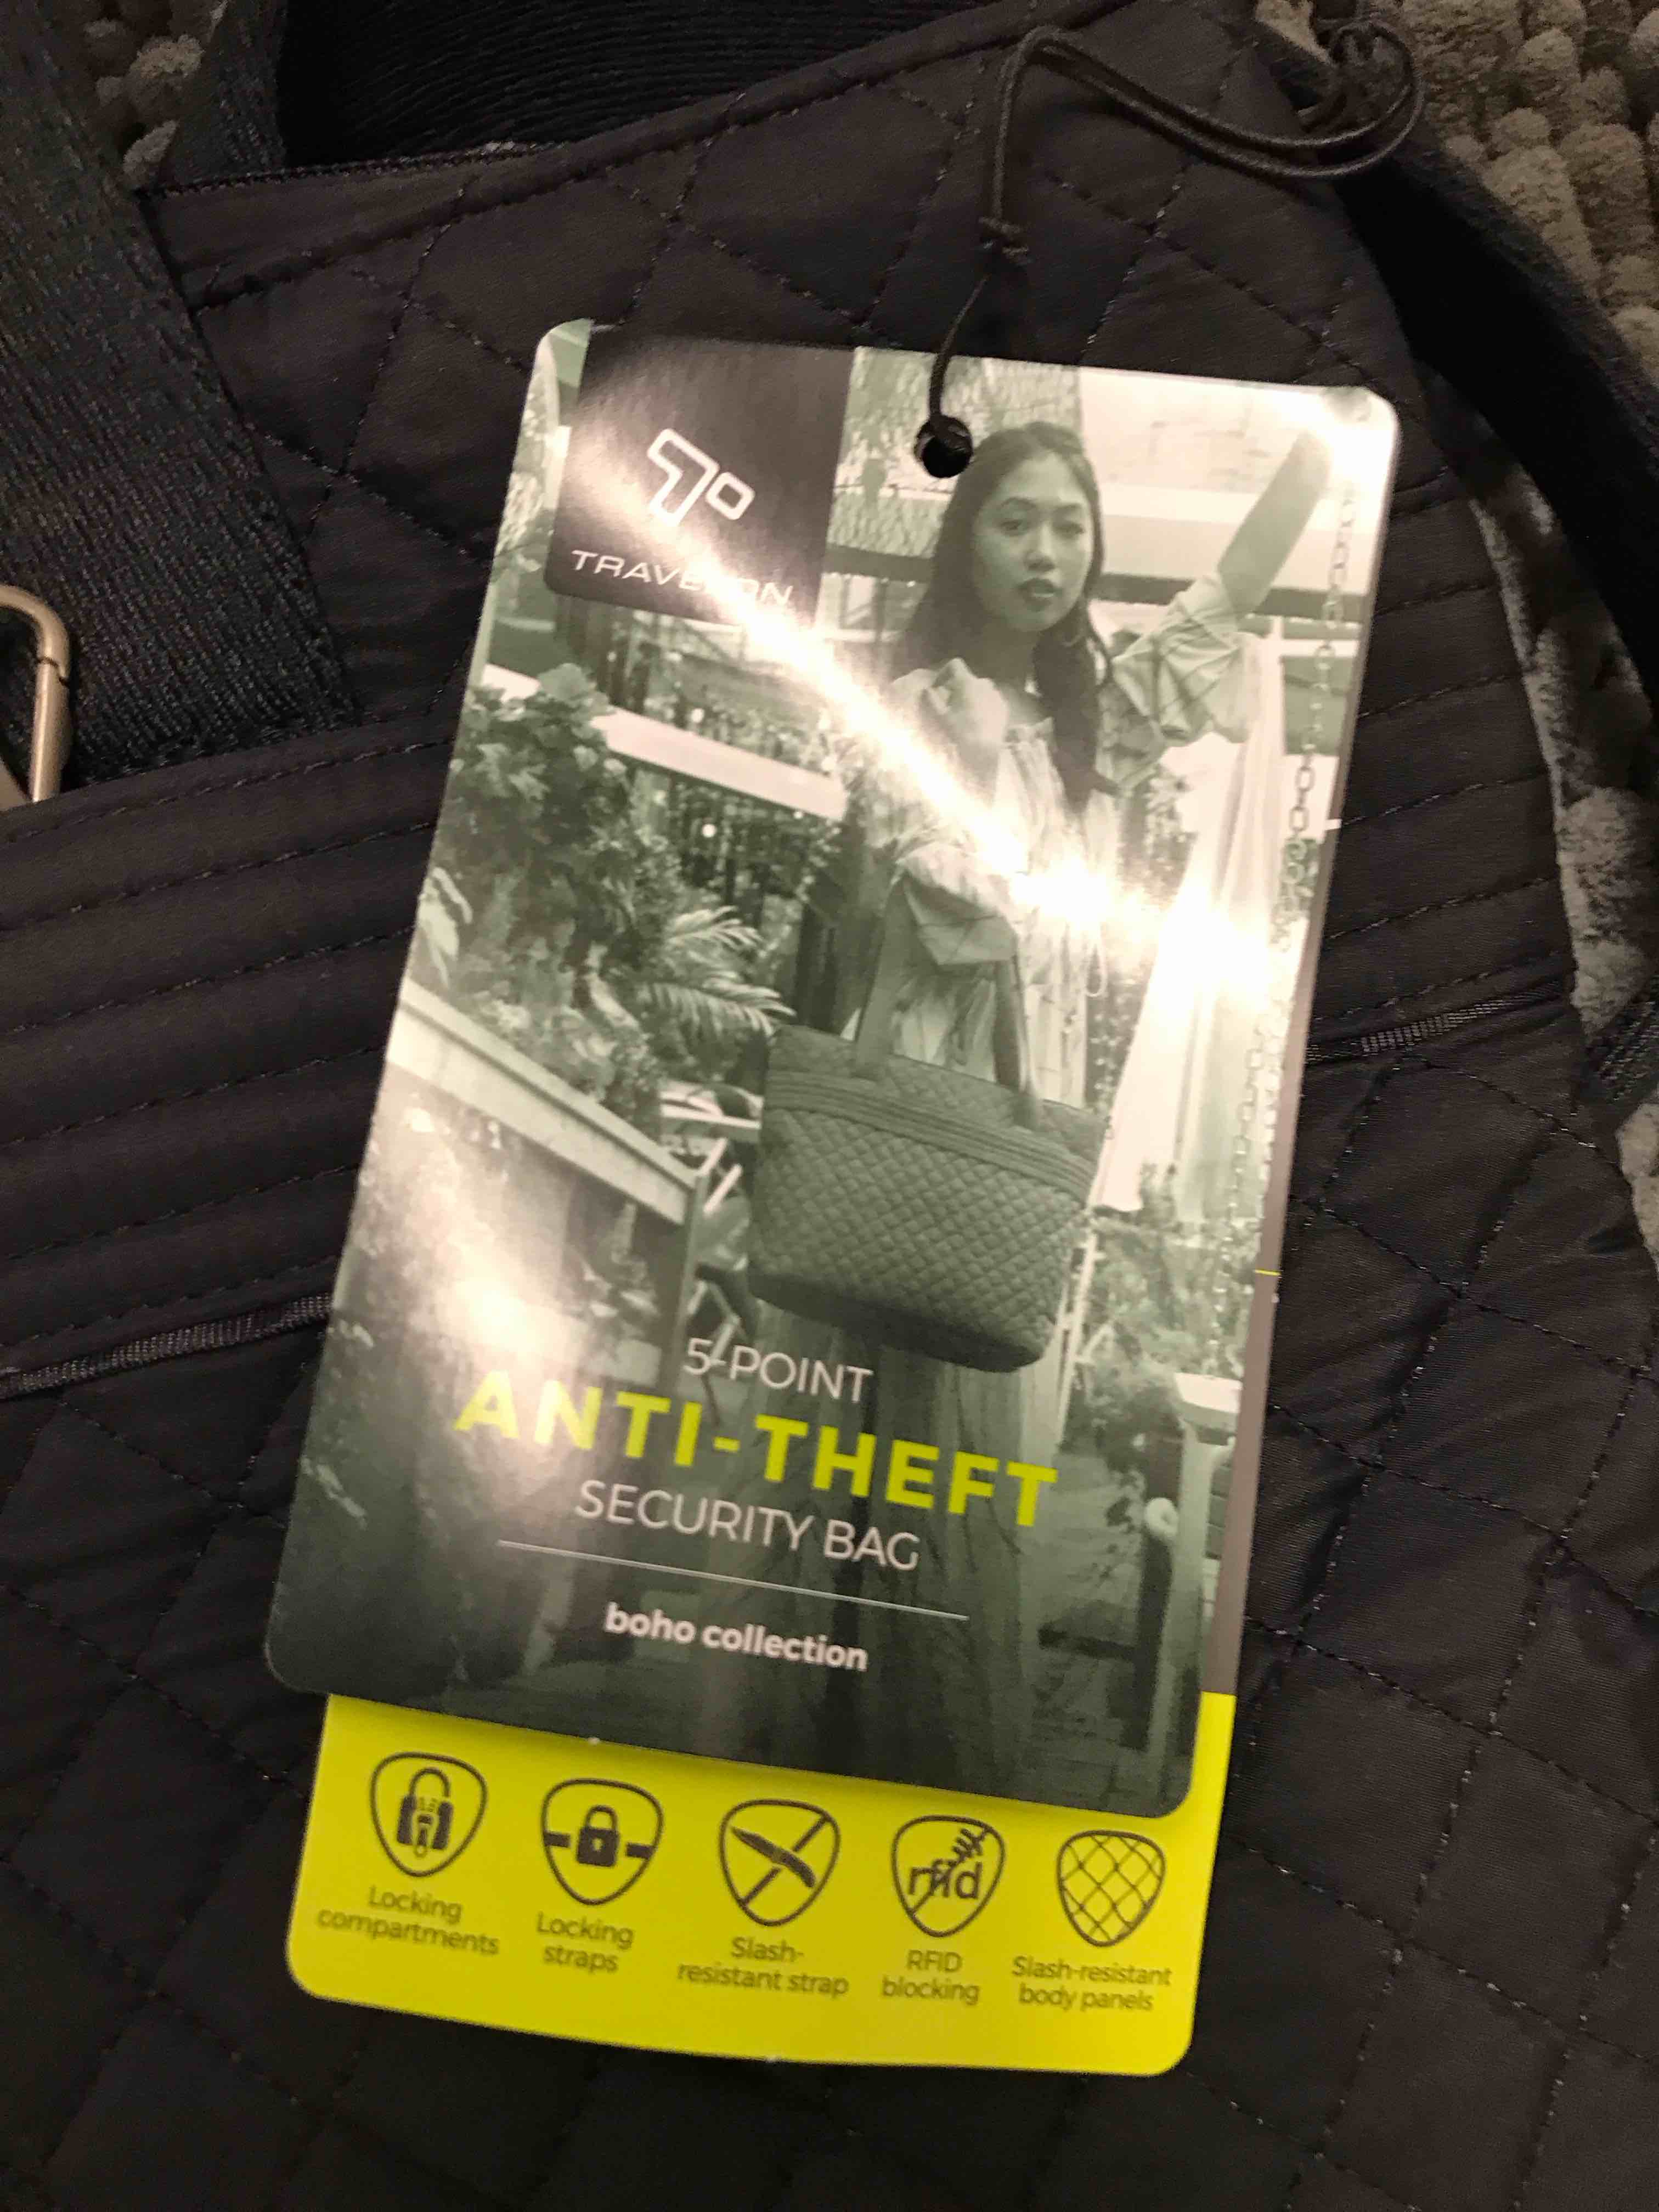 TRAVELON
5-POINT
ANTI-THEFT
SECURITY BAG
boho collection
Locking
compartments
Locking
straps
Slash-
resistant strap
rfid
RFID
blocking
Slash-resistant
body panels